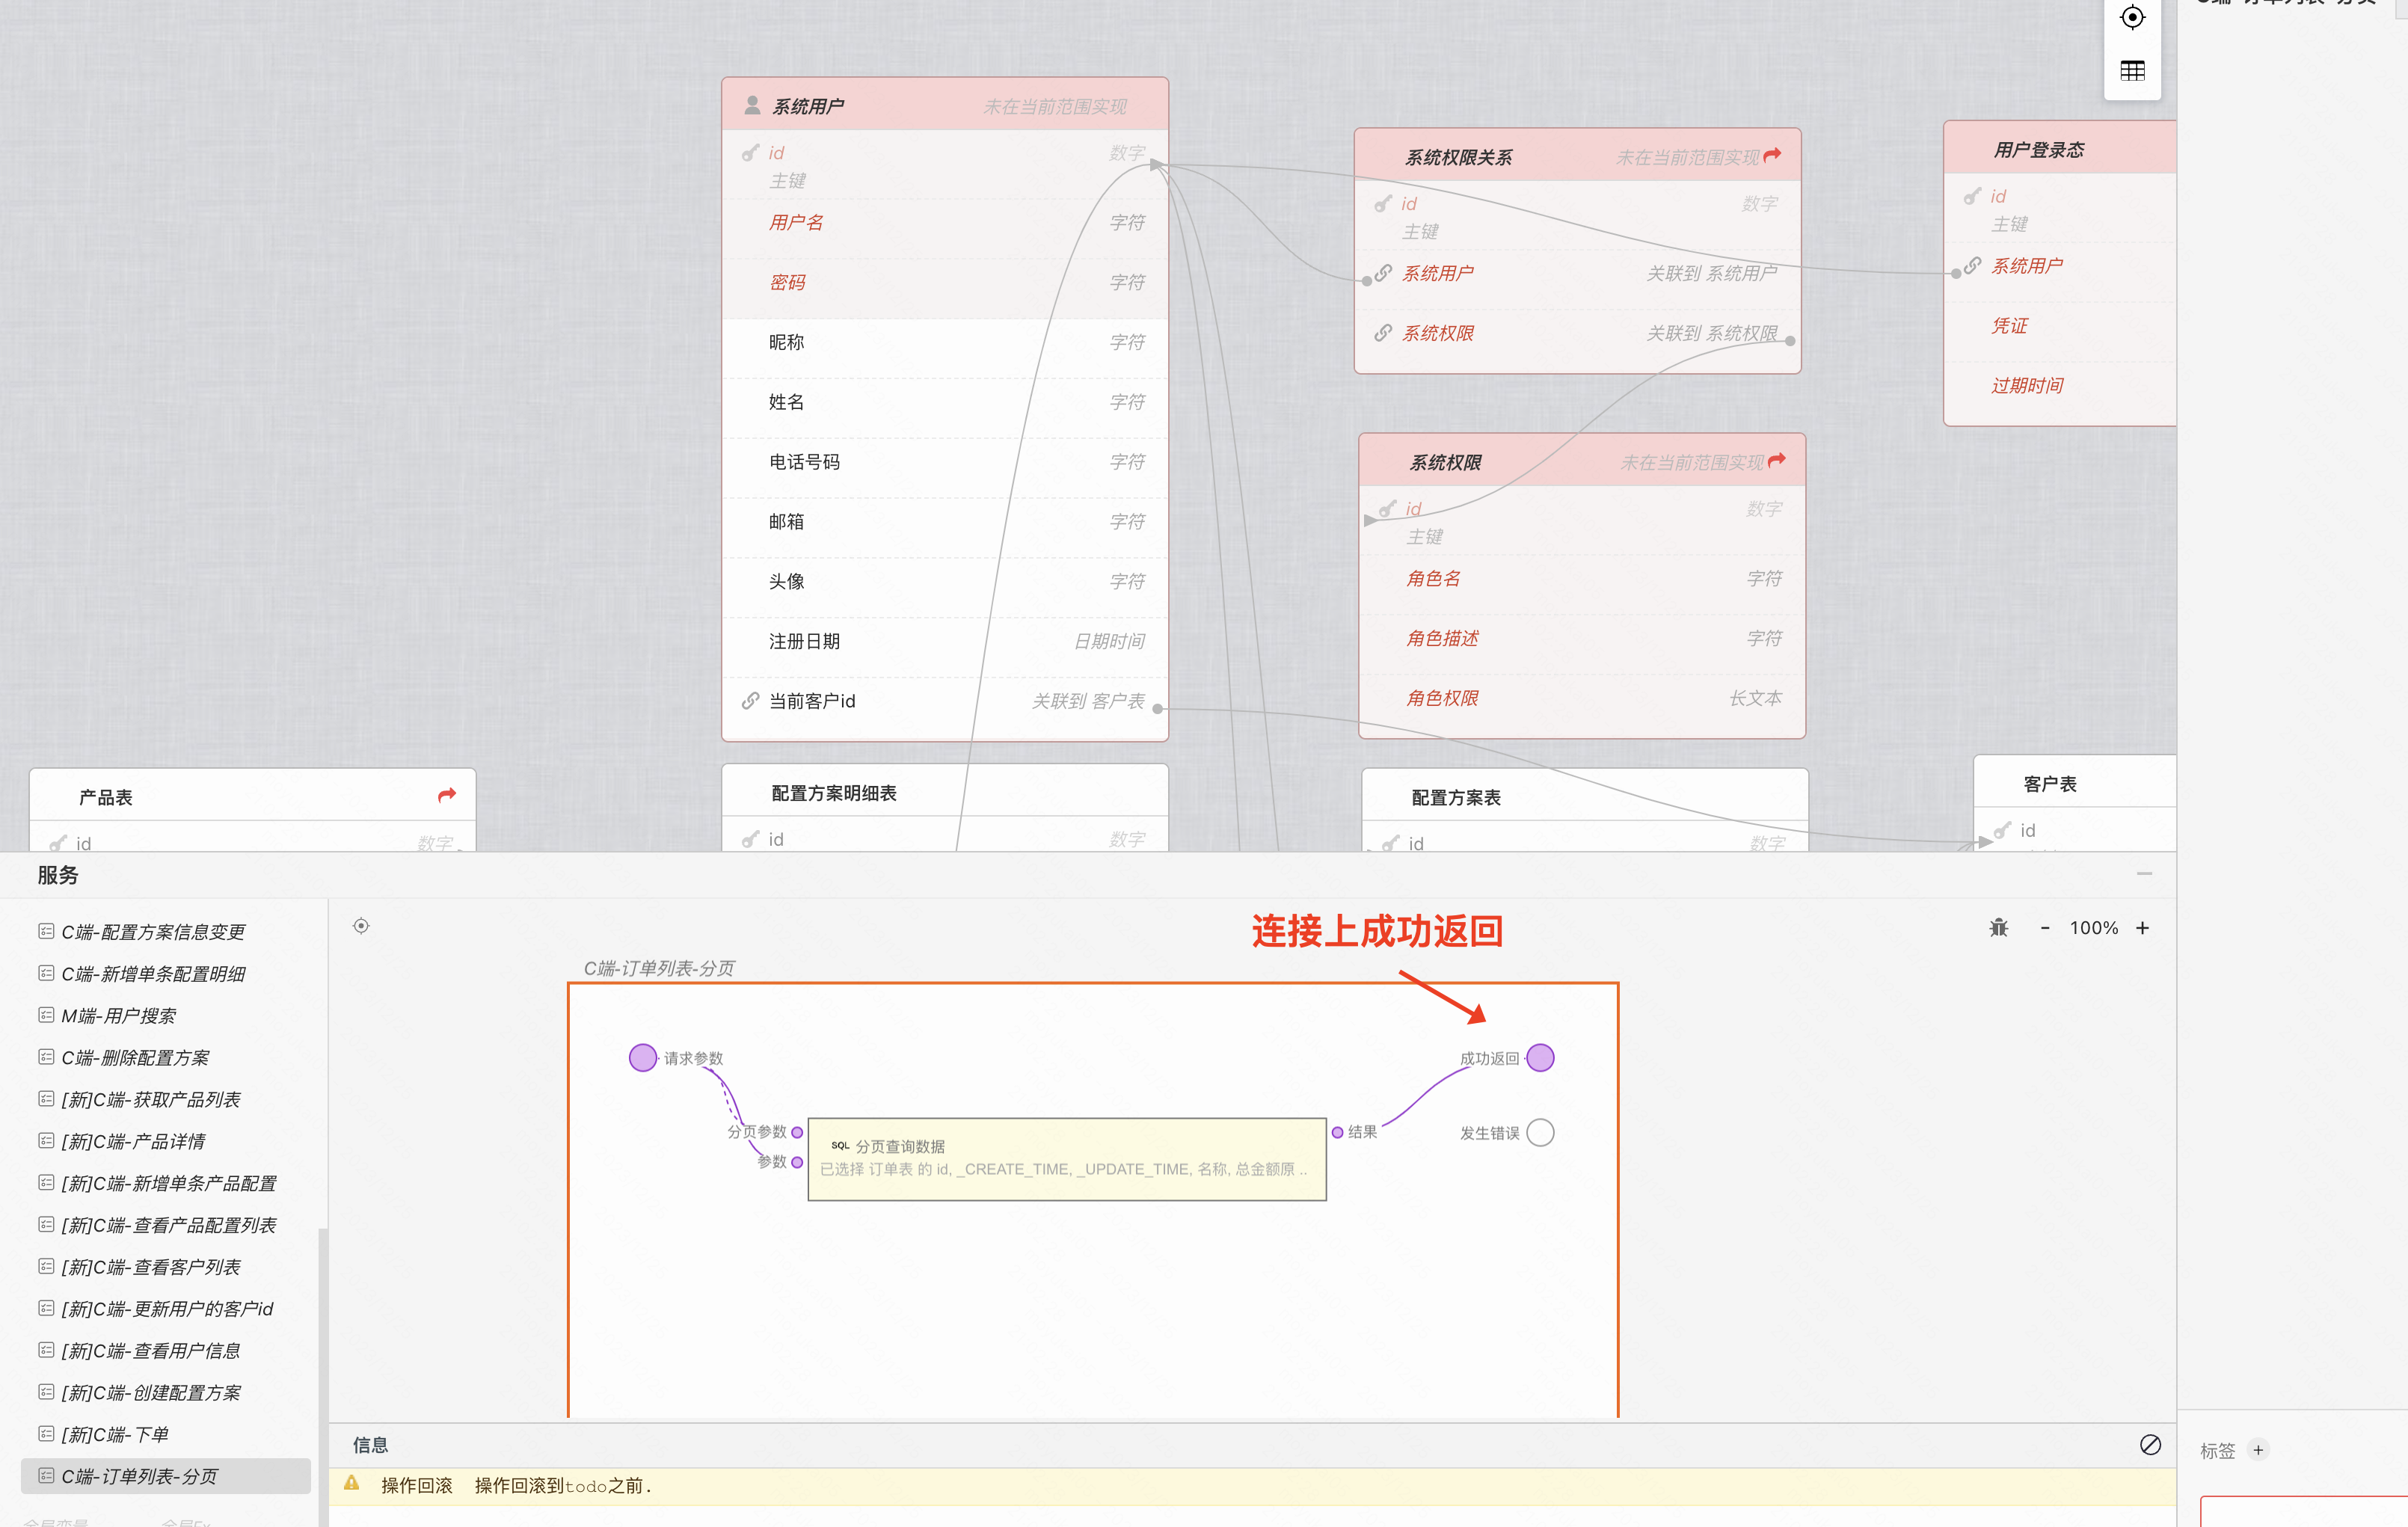 系统用户 未在当前范围实现
id 数字
主键
用户名 字符
密码 字符
昵称 字符
姓名 字符
电话号码 字符
邮箱 字符
头像 字符
注册日期 日期时间
当前客户id 关联到 客户表
系统权限关系 未在当前范围实现
id 数字
主键
系统用户 关联到 系统用户
系统权限 关联到 系统权限
系统权限 未在当前范围实现
id 数字
主键
角色名 字符
角色描述 字符
角色权限 长文本
用户登录态
id
主键
系统用户
凭证
过期时间
产品表
id 数字
配置方案明细表
id 数字
配置方案表
id 数字
客户表
id
服务
C端-配置方案信息变更
C端-新增单条配置明细
M端-用户搜索
C端-删除配置方案
[新]C端-获取产品列表
[新]C端-产品详情
[新]C端-新增单条产品配置
[新]C端-查看产品配置列表
[新]C端-查看客户列表
[新]C端-更新用户的客户id
[新]C端-查看用户信息
[新]C端-创建配置方案
[新]C端-下单
C端-订单列表-分页
连接上成功返回
- 100% +
C端-订单列表-分页
请求参数
成功返回
分页参数
参数
SQL 分页查询数据
已选择 订单表 的 id, _CREATE_TIME, _UPDATE_TIME, 名称, 总金额原 ..
结果
发生错误
信息
操作回滚 操作回滚到todo之前.
标签 +